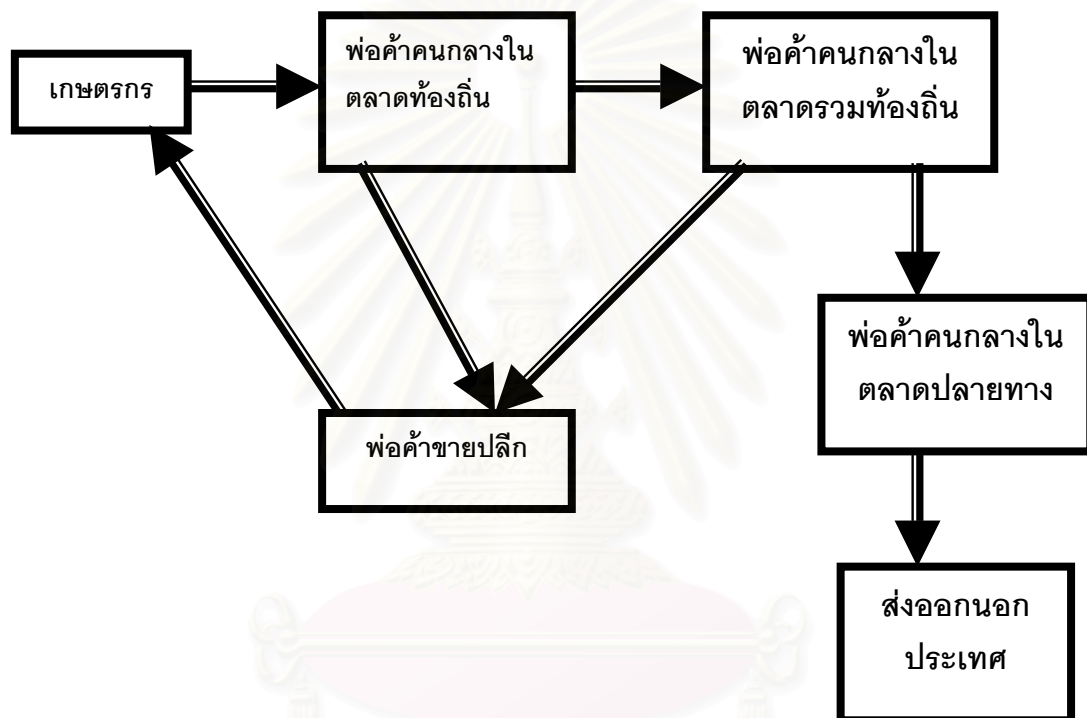 เกษตรกร
พ่อค้าคนกลางใน
ตลาดท้องถิ่น
พ่อค้าคนกลางใน
ตลาดรวมท้องถิ่น
พ่อค้าคนกลางใน
ตลาดปลายทาง
พ่อค้าขายปลีก
ส่งออกนอก
ประเทศ